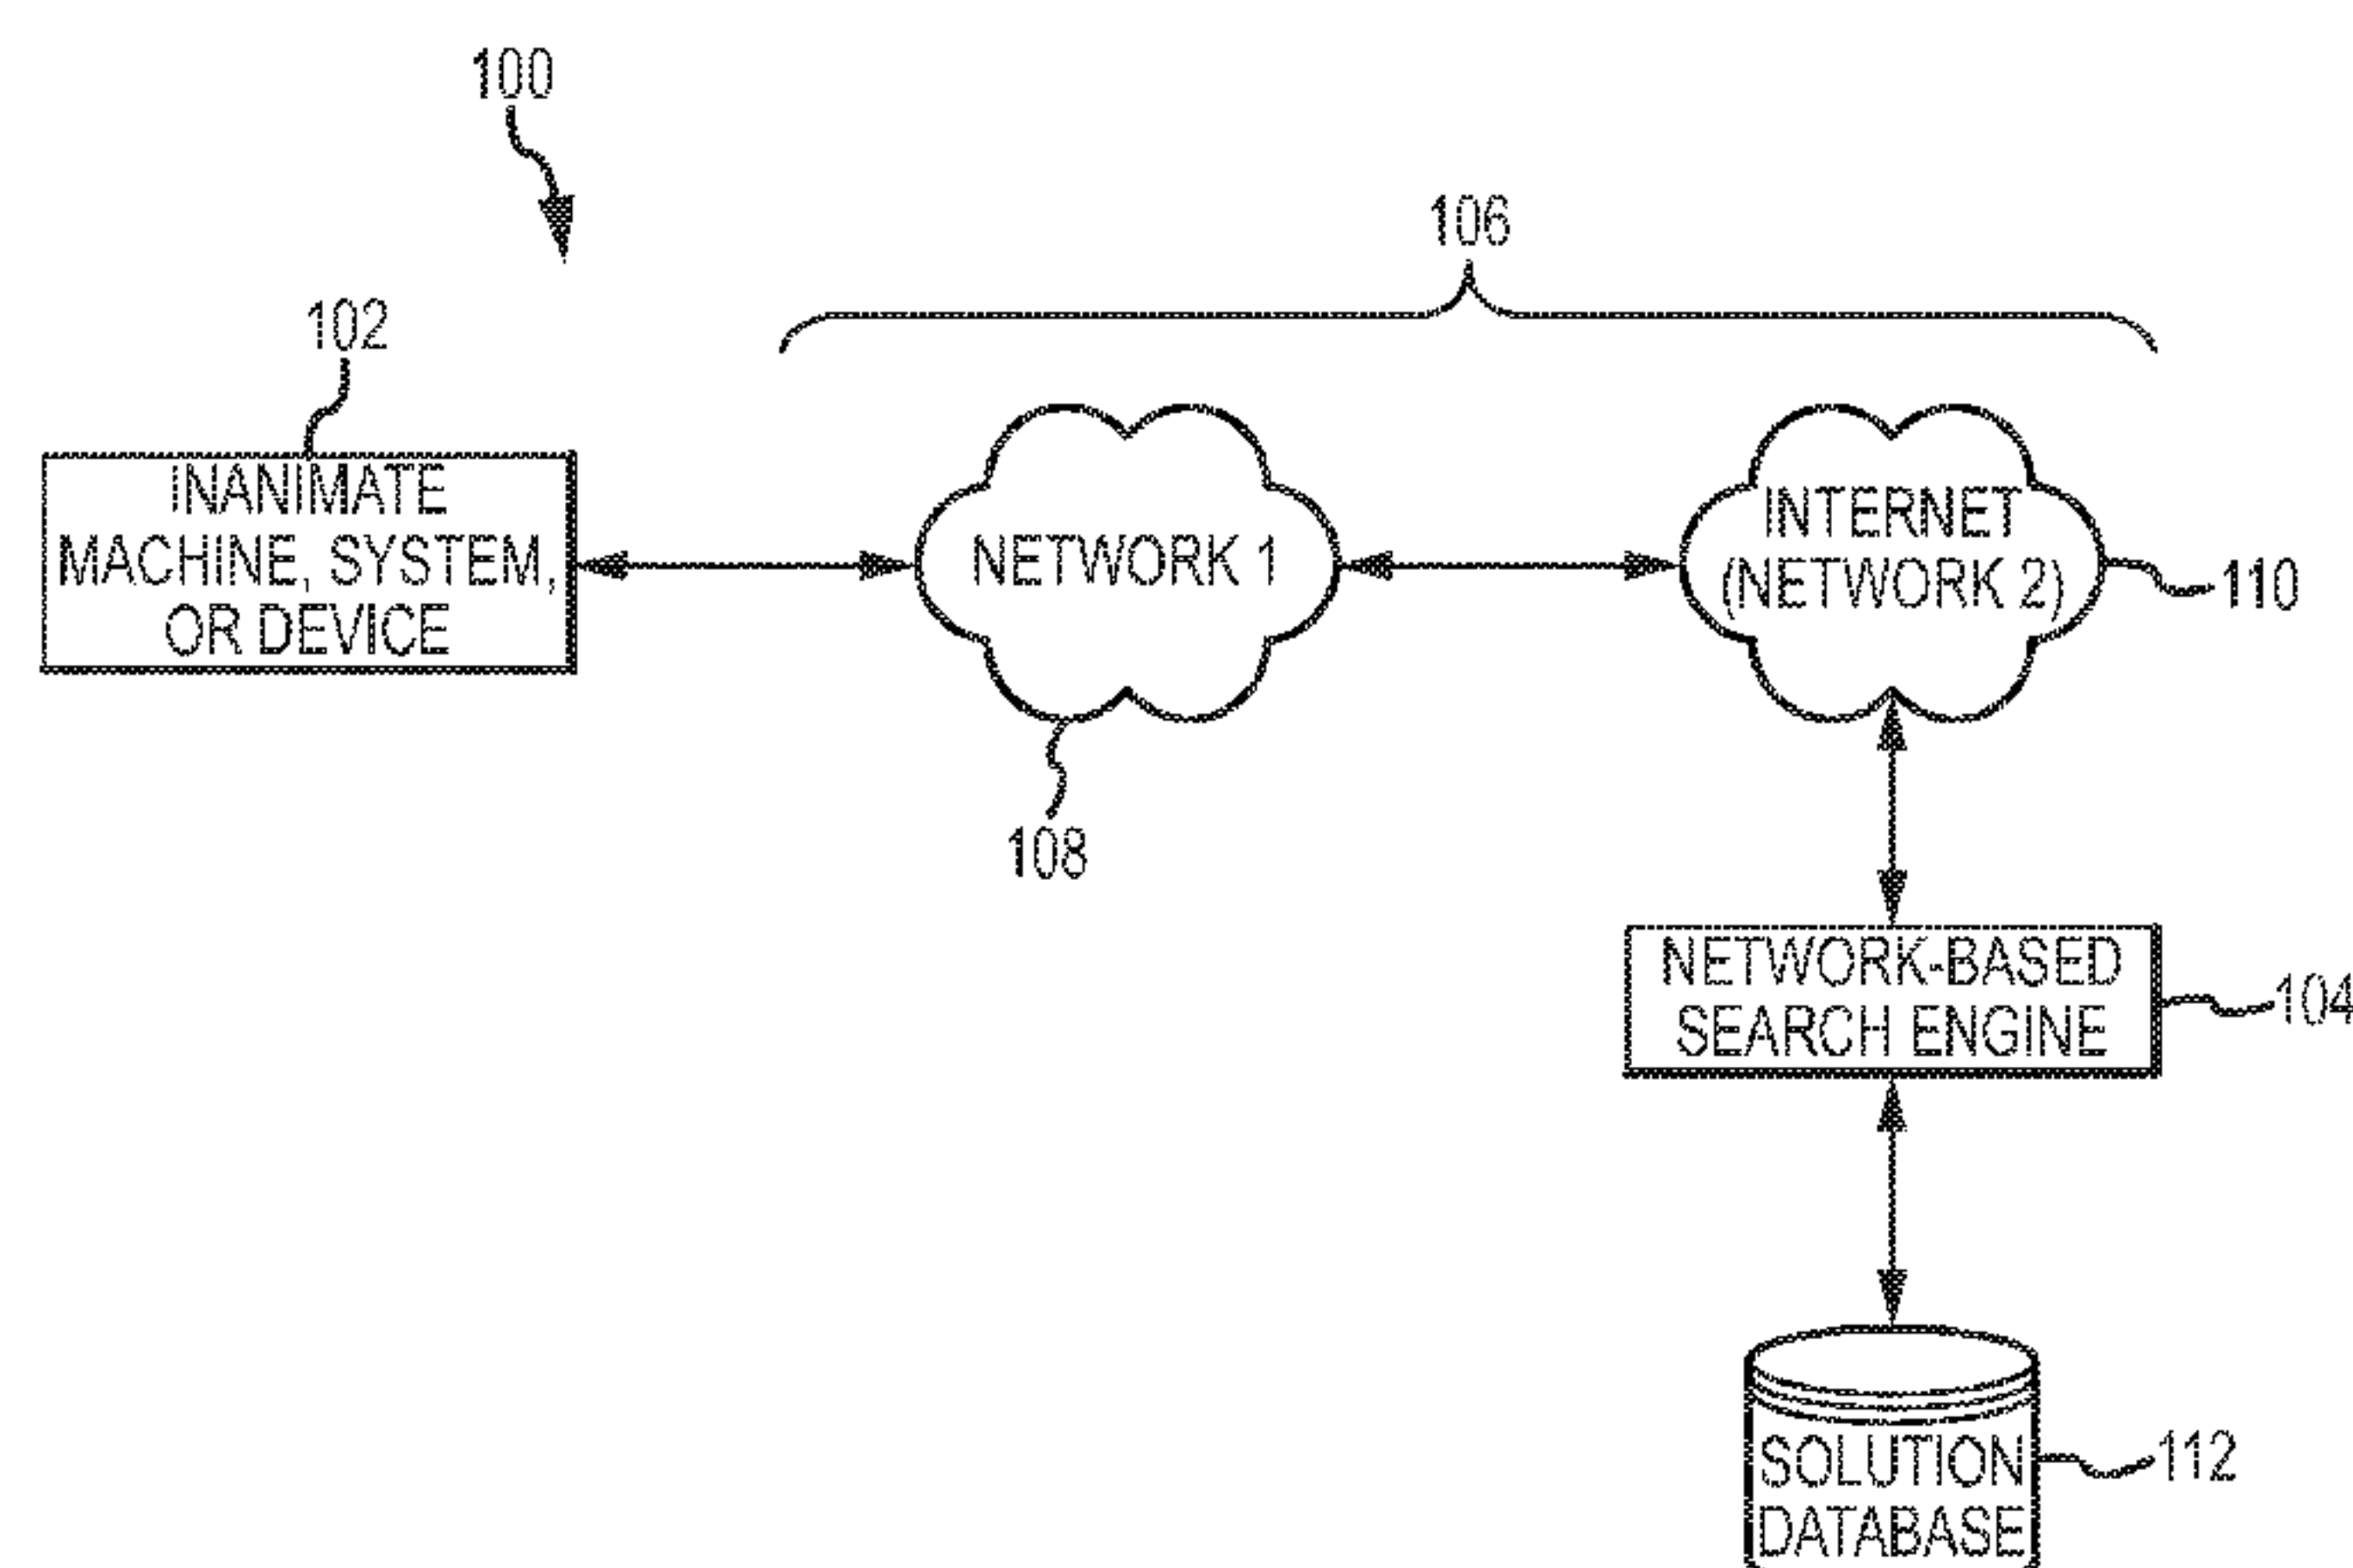 100
106
102
INANIMATE
MACHINE, SYSTEM,
OR DEVICE
NETWORK 1
INTERNET
(NETWORK 2)
110
108
NETWORK-BASED
SEARCH ENGINE
104
SOLUTION
DATABASE
112